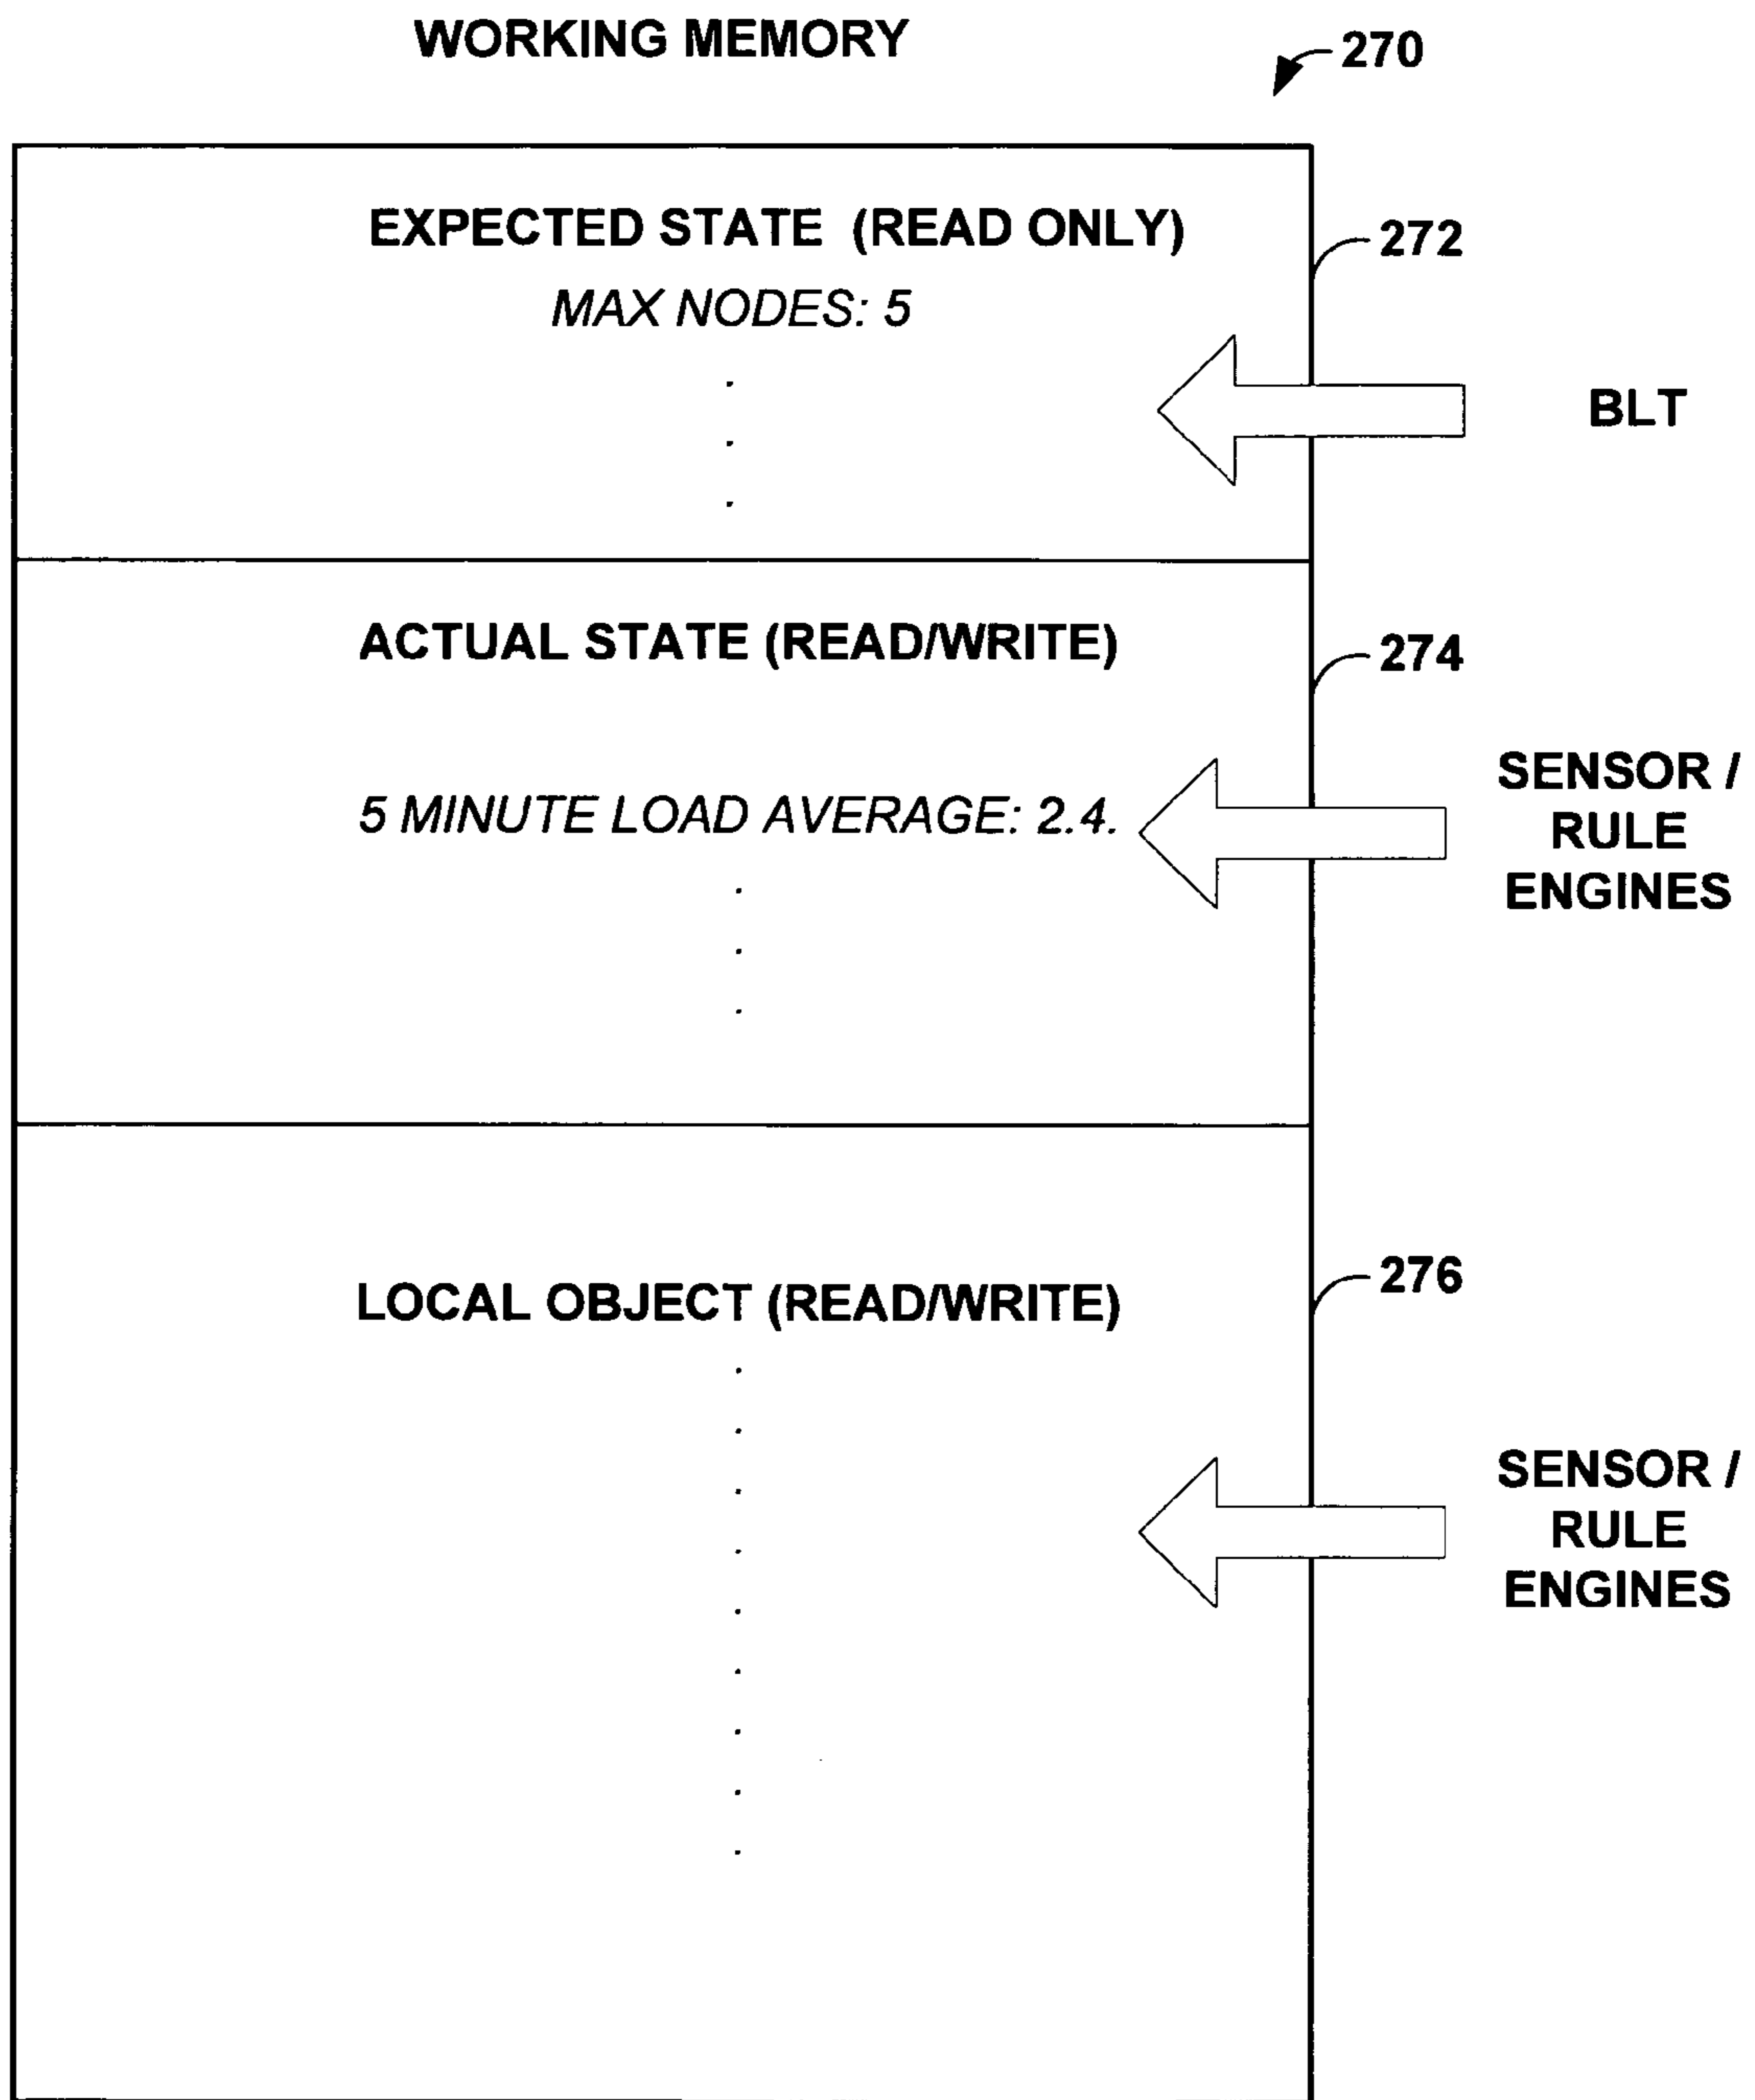 WORKING MEMORY
270
EXPECTED STATE (READ ONLY)
272
MAX NODES: 5
BLT
ACTUAL STATE (READ/WRITE)
274
5 MINUTE LOAD AVERAGE: 2.4.
SENSOR /
RULE
ENGINES
LOCAL OBJECT (READ/WRITE)
276
SENSOR /
RULE
ENGINES